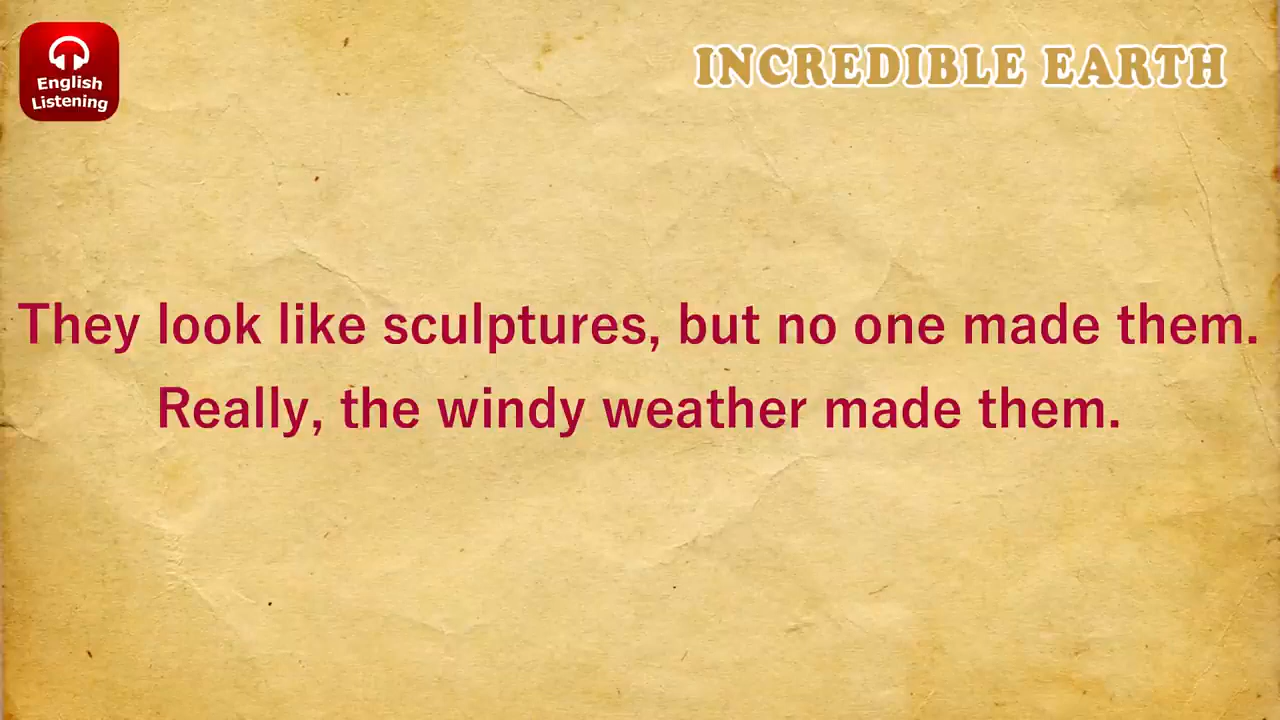 English
Listening
INCREDIBLE EARTH
They look like sculptures, but no one made them.
Really, the windy weather made them.